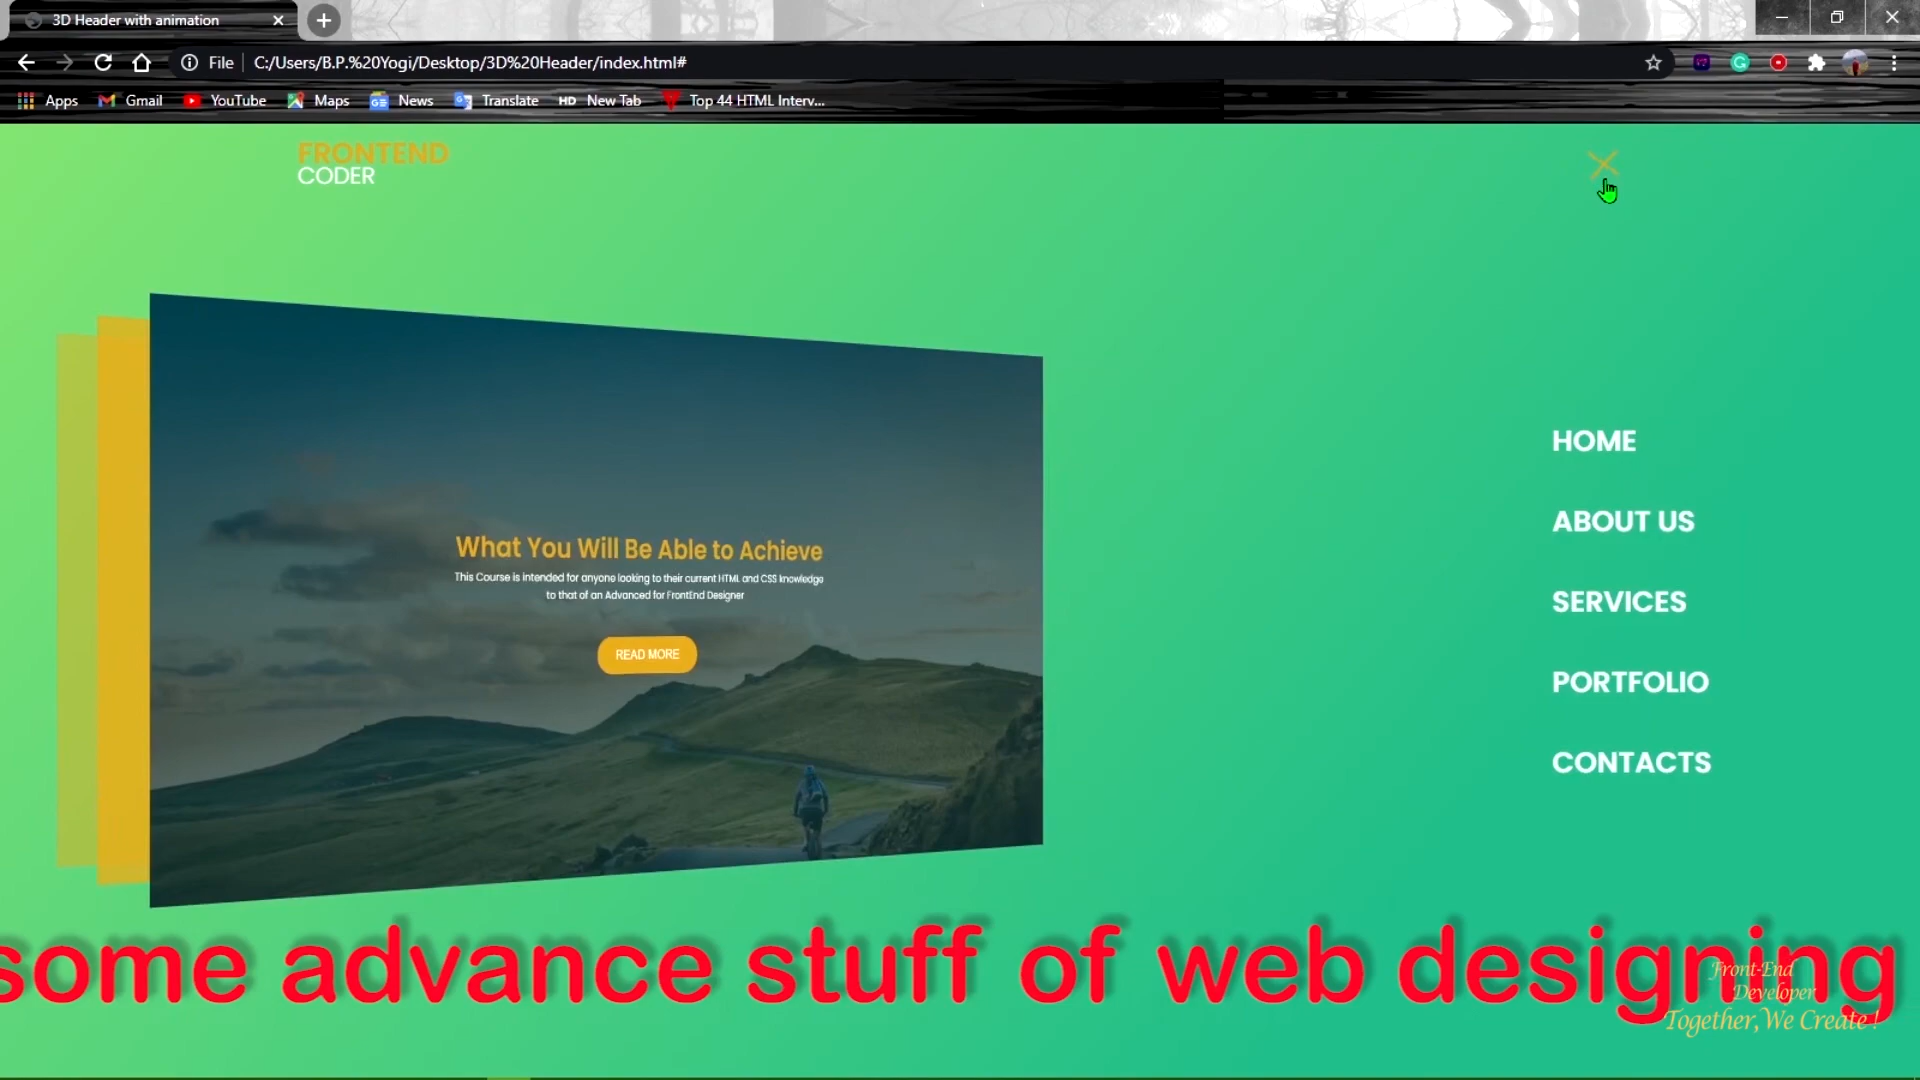 3D Header with animation
File
C:/Users/B.P.%20Yogi/Desktop/3D%20Header/index.html#
Apps
Gmail
YouTube
Maps
News
Translate
HD New Tab
Top 44 HTML Interv...
FRONTEND
CODER
What You Will Be Able to Achieve
This Course is intended for anyone looking to their current HTML and CSS knowledge
to that of an Advanced for FrontEnd Designer
READ MORE
HOME
ABOUT US
SERVICES
PORTFOLIO
CONTACTS
some advance stuff of web designing
Front-End
Developer
Together, We Create !